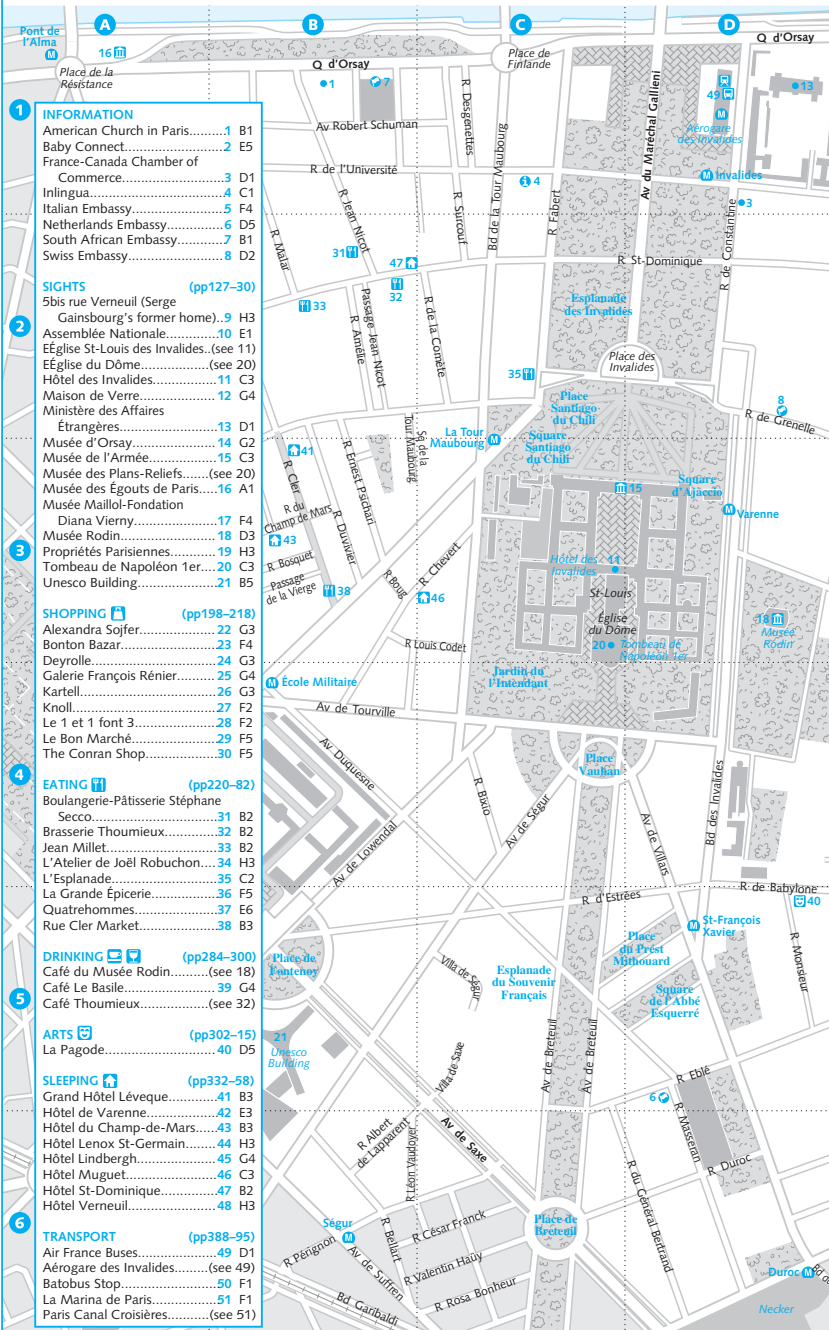 A
B
C
D
Pont de
l'Alma
16
Place de la
Résistance
Q d'Orsay
1
7
Place de
Finlande
Q d'Orsay
49
13
Aérogare
des Invalides
Invalides
3
Av Robert Schuman
R de l'Université
R Desgenettes
R Surcouf
Bd de la Tour Maubourg
4
R Fabert
Av du Maréchal Gallieni
R de Constantine
R Jean Nicot
R Malar
31
47
32
33
R St-Dominique
Passage Jean Nicot
R Amélie
R de la Comète
Esplanade
des Invalides
Place des
Invalides
35
Place
Santiago
du Chili
Square
Santiago
du Chili
8
R de Grenelle
La Tour
Maubourg
Sq de la
Tour Maubourg
41
R Cler
R Ernest Psichari
R du
Champ de Mars
R Duvivier
43
R Bosquet
Passage
de la Vierge
38
R Boug
R Chevert
46
R Louis Codet
15
Square
d'Ajaccio
Varenne
Hôtel des
Invalides
11
St-Louis
Église
du Dôme
20
Tombeau de
Napoléon 1er
18
Musée
Rodin
Jardin de
l'Intendant
École Militaire
Av de Tourville
Av Duquesne
Place
Vauban
R Bixio
Av de Ségur
Av de Lowendal
Av de Villars
Bd des Invalides
R d'Estrées
R de Babylone
40
St-François
Xavier
R Monsieur
Place
du Prést
Mithouard
Square
de l'Abbé
Esquerré
Place de
Fontenoy
Villa de Ségur
Esplanade
du Souvenir
Français
21
Unesco
Building
Villa de Saxe
Av de Breteuil
Av de Breteuil
R Eblé
6
R Masseran
R Duroc
R Albert
de Lapparent
R Léon Vaudoyer
Av de Saxe
R du Général Bertrand
Place de
Breteuil
Ségur
R Pérignon
R Bellart
R César Franck
Av de Suffren
R Valentin Haüy
R Rosa Bonheur
Bd Garibaldi
Duroc
Necker
1
2
3
4
5
6
INFORMATION
American Church in Paris.........1 B1
Baby Connect.........2 E5
France-Canada Chamber of
Commerce.........3 D1
Inlingua.........4 C1
Italian Embassy.........5 F4
Netherlands Embassy.........6 D5
South African Embassy.........7 B1
Swiss Embassy.........8 D2
SIGHTS (pp127–30)
5bis rue Verneuil (Serge
Gainsbourg's former home)..9 H3
Assemblée Nationale.........10 E1
EÉglise St-Louis des Invalides..(see 11)
EÉglise du Dôme.........(see 20)
Hôtel des Invalides.........11 C3
Maison de Verre.........12 G4
Ministère des Affaires
Étrangères.........13 D1
Musée d'Orsay.........14 G2
Musée de l'Armée.........15 C3
Musée des Plans-Reliefs.........(see 20)
Musée des Égouts de Paris.....16 A1
Musée Maillol-Fondation
Diana Vierny.........17 F4
Musée Rodin.........18 D3
Propriétés Parisiennes.........19 H3
Tombeau de Napoléon 1er....20 C3
Unesco Building.........21 B5
SHOPPING (pp198–218)
Alexandra Sojfer.........22 G3
Bonton Bazar.........23 F4
Deyrolle.........24 G3
Galerie François Rénier.........25 G4
Kartell.........26 G3
Knoll.........27 F2
Le 1 et 1 font 3.........28 F2
Le Bon Marché.........29 F5
The Conran Shop.........30 F5
EATING (pp220–82)
Boulangerie-Pâtisserie Stéphane
Secco.........31 B2
Brasserie Thoumieux.........32 B2
Jean Millet.........33 B2
L'Atelier de Joël Robuchon....34 H3
L'Esplanade.........35 C2
La Grande Épicerie.........36 F5
Quatrehommes.........37 E6
Rue Cler Market.........38 B3
DRINKING (pp284–300)
Café du Musée Rodin.........(see 18)
Café Le Basile.........39 G4
Café Thoumieux.........(see 32)
ARTS (pp302–15)
La Pagode.........40 D5
SLEEPING (pp332–58)
Grand Hôtel Léveque.........41 B3
Hôtel de Varenne.........42 E3
Hôtel du Champ-de-Mars.......43 B3
Hôtel Lenox St-Germain.......44 H3
Hôtel Lindbergh.........45 G4
Hôtel Muguet.........46 C3
Hôtel St-Dominique.........47 B2
Hôtel Verneuil.........48 H3
TRANSPORT (pp388–95)
Air France Buses.........49 D1
Aérogare des Invalides.......(see 49)
Batobus Stop.........50 F1
La Marina de Paris.........51 F1
Paris Canal Croisières.........(see 51)